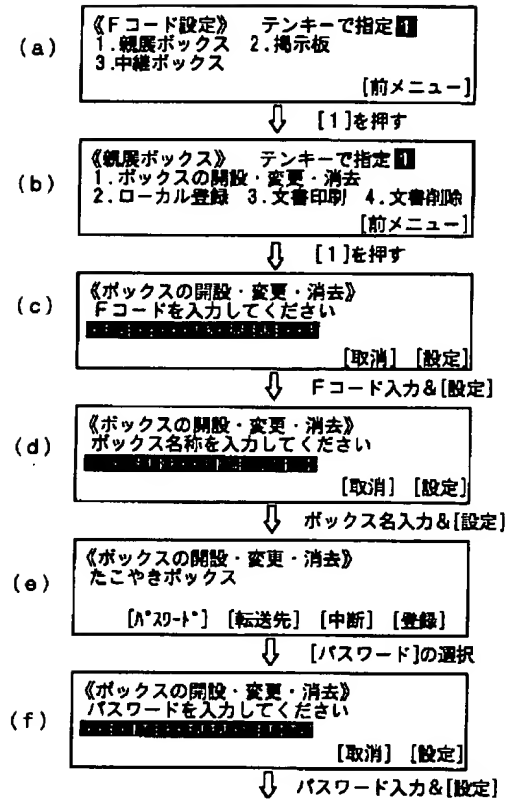 (a)
《Fコード設定》 テンキーで指定1
1.親展ボックス 2.掲示板
3.中継ボックス
[前メニュー]
[1]を押す
(b)
《親展ボックス》 テンキーで指定1
1.ボックスの開設・変更・消去
2.ローカル登録 3.文書印刷 4.文書削除
[前メニュー]
[1]を押す
(c)
《ボックスの開設・変更・消去》
Fコードを入力してください
[取消] [設定]
Fコード入力&[設定]
(d)
《ボックスの開設・変更・消去》
ボックス名称を入力してください
[取消] [設定]
ボックス名入力&[設定]
(e)
《ボックスの開設・変更・消去》
たこやきボックス
[パスワード] [転送先] [中断] [登録]
[パスワード]の選択
(f)
《ボックスの開設・変更・消去》
パスワードを入力してください
[取消] [設定]
パスワード入力&[設定]